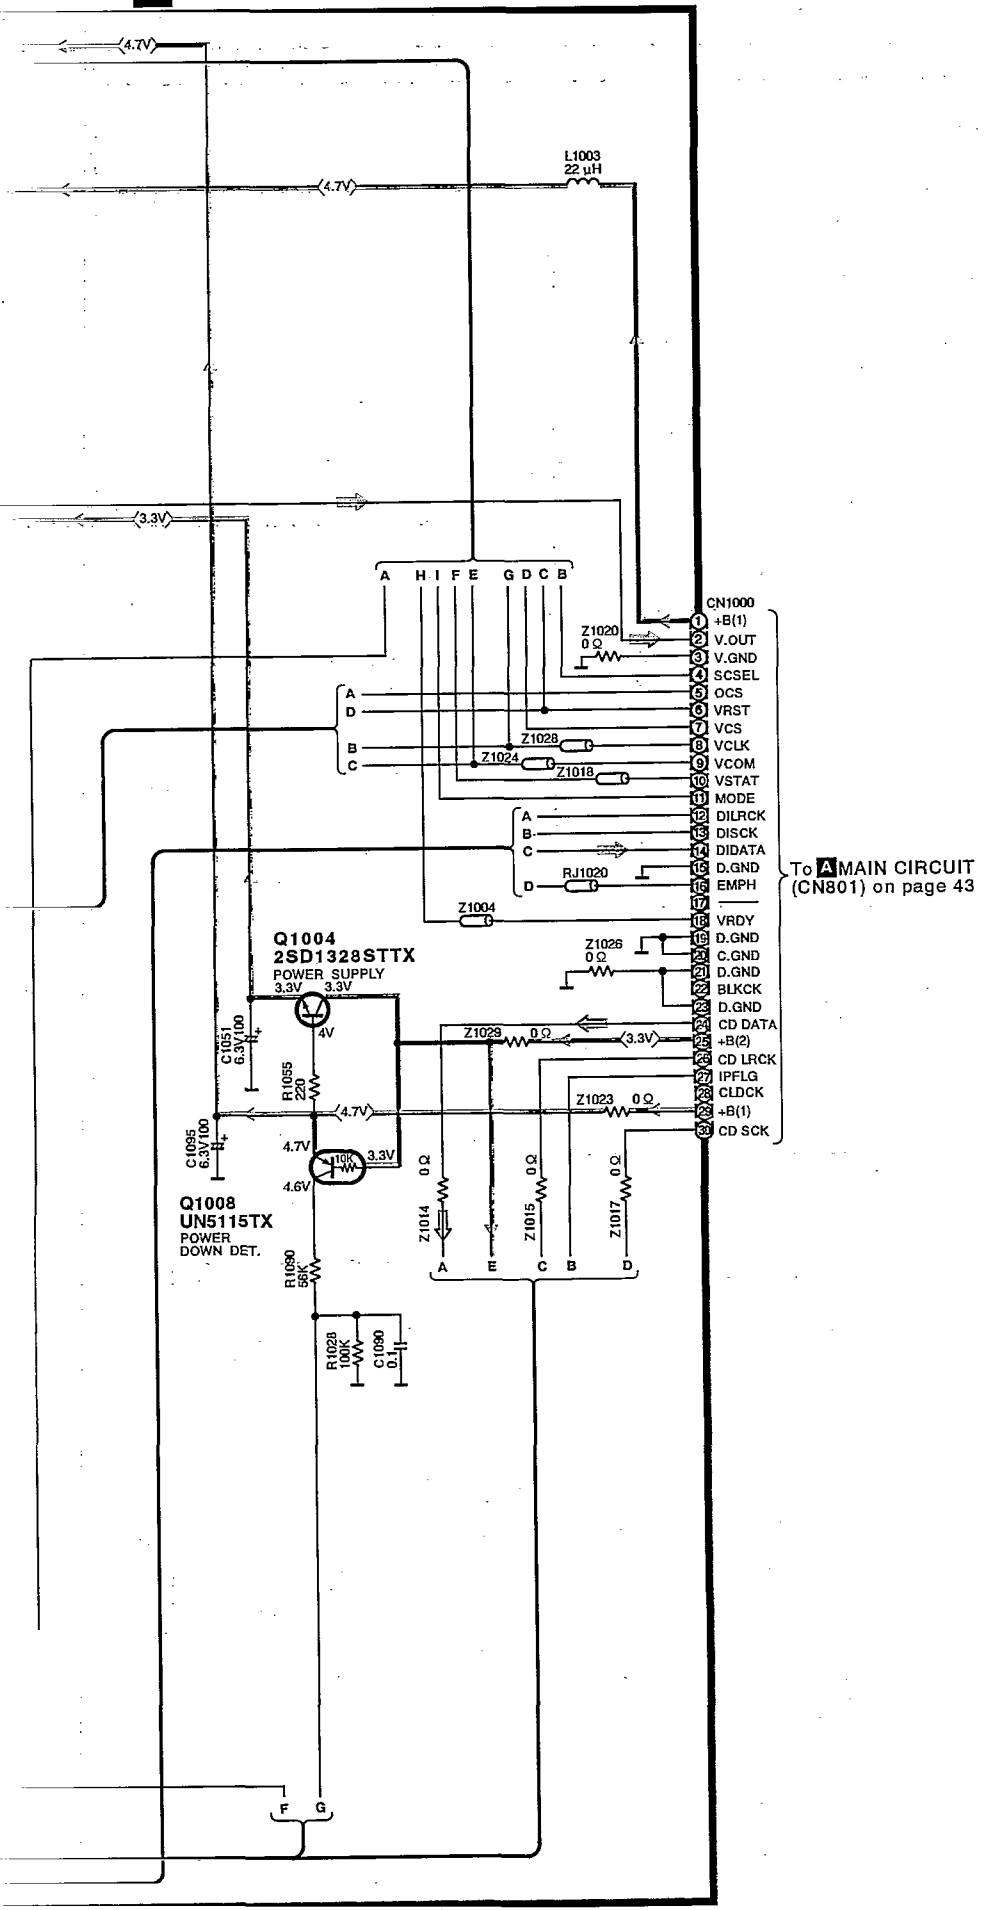 4.7V
L1003
22 µH
4.7V
3.3V
A H I F E G D C B
CN1000
1 +B(1)
Z1020
0 Ω
2 V.OUT
3 V.GND
4 SCSEL
A
5 OCS
D
6 VRST
7 VCS
B
Z1028
8 VCLK
C
Z1024
9 VCOM
Z1018
10 VSTAT
11 MODE
A
12 DILRCK
B
13 DISCK
C
14 DIDATA
15 D.GND
RJ1020
D
16 EMPH
17
Z1004
18 VRDY
19 D.GND
20 C.GND
Z1026
0 Ω
21 D.GND
22 BLKCK
23 D.GND
24 CD DATA
25 +B(2)
26 CD LRCK
27 IPFLG
28 CLDCK
29 +B(1)
30 CD SCK
To A MAIN CIRCUIT
(CN801) on page 43
Q1004
2SD1328STTX
POWER SUPPLY
3.3V 3.3V
4V
C1051
6.3V100
R1055
220
Z1029 0 Ω
3.3V
4.7V
Z1023 0 Ω
C1095
6.3V100
4.7V
10K
3.3V
4.6V
Q1008
UN5115TX
POWER
DOWN DET.
R1090
56K
Z1014 0 Ω
Z1015 0 Ω
Z1017 0 Ω
A E C B D
R1028
100K
C1090
0.1
F G